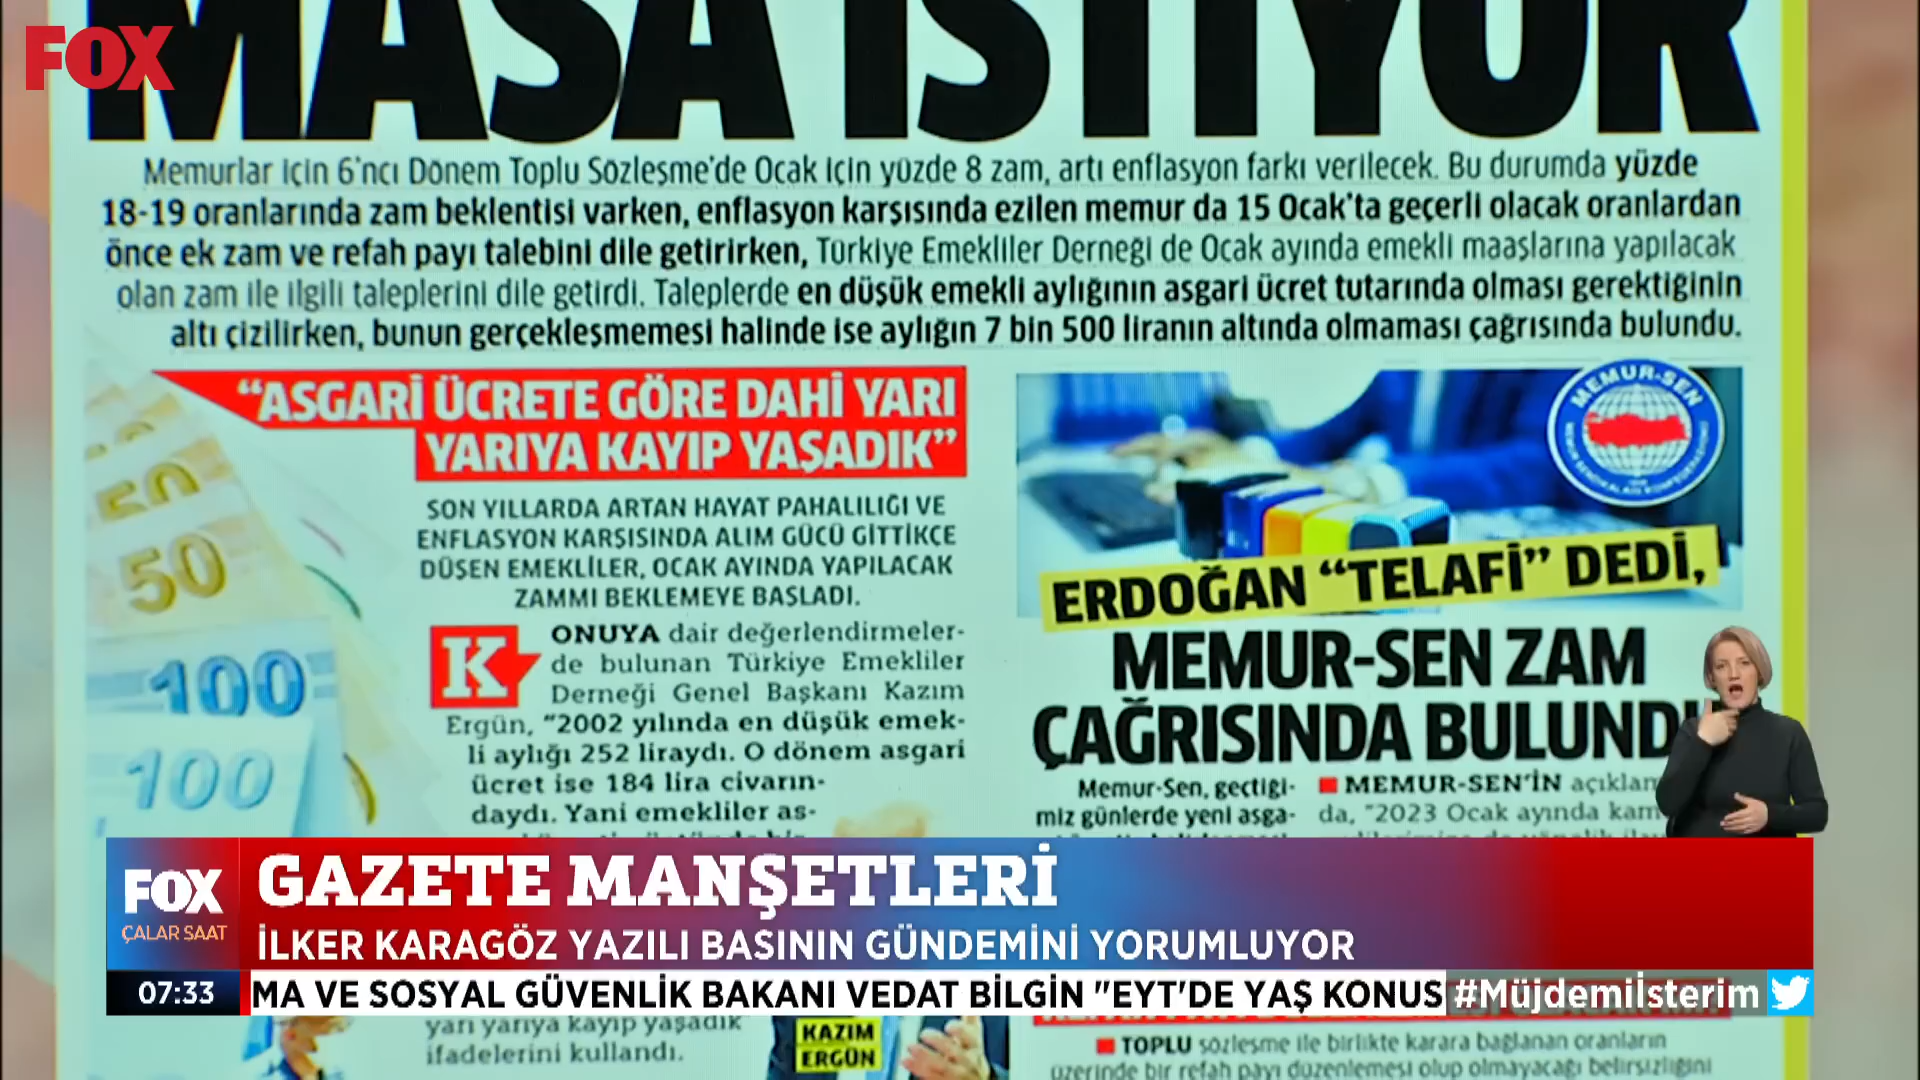 FOX
MASA İSTİYOR
Memurlar için 6'ncı Dönem Toplu Sözleşme'de Ocak için yüzde 8 zam, artı enflasyon farkı verilecek. Bu durumda yüzde
18-19 oranlarında zam beklentisi varken, enflasyon karşısında ezilen memur da 15 Ocak'ta geçerli olacak oranlardan
önce ek zam ve refah payı talebini dile getirirken, Türkiye Emekliler Derneği de Ocak ayında emekli maaşlarına yapılacak
olan zam ile ilgili taleplerini dile getirdi. Taleplerde en düşük emekli aylığının asgari ücret tutarında olması gerektiğinin
altı çizilirken, bunun gerçekleşmemesi halinde ise aylığın 7 bin 500 liranın altında olmaması çağrısında bulundu.
"ASGARİ ÜCRETE GÖRE DAHİ YARI
YARIYA KAYIP YAŞADIK"
SON YILLARDA ARTAN HAYAT PAHALILIĞI VE
ENFLASYON KARŞISINDA ALIM GÜCÜ GİTTİKÇE
DÜŞEN EMEKLİLER, OCAK AYINDA YAPILACAK
ZAMMI BEKLEMEYE BAŞLADI.
KONUYA dair değerlendirmeler-
de bulunan Türkiye Emekliler
Derneği Genel Başkanı Kazım
Ergün, "2002 yılında en düşük emek-
li aylığı 252 liraydı. O dönem asgari
ücret ise 184 lira civarın-
daydı. Yani emekliler as-
50
50
100
100
MEMUR-SEN
ERDOĞAN "TELAFİ" DEDİ,
MEMUR-SEN ZAM
ÇAĞRISINDA BULUND
Memur-Sen, geçtiği-
miz günlerde yeni asga-
MEMUR-SEN'İN açıklam
da, "2023 Ocak ayında kam
FOX
ÇALAR SAAT
GAZETE MANŞETLERİ
İLKER KARAGÖZ YAZILI BASININ GÜNDEMİNİ YORUMLUYOR
07:33
MA VE SOSYAL GÜVENLİK BAKANI VEDAT BİLGİN "EYT'DE YAŞ KONUS
#Müjdemiİsterim
yarı yarıya kayıp yaşadık
ifadelerini kullandı.
KAZIM
ERGÜN
TOPLU sözleşme ile birlikte karara bağlanan oranların
üzerinde bir refah payı düzenlemesi olup olmayacağı belirsizliğini